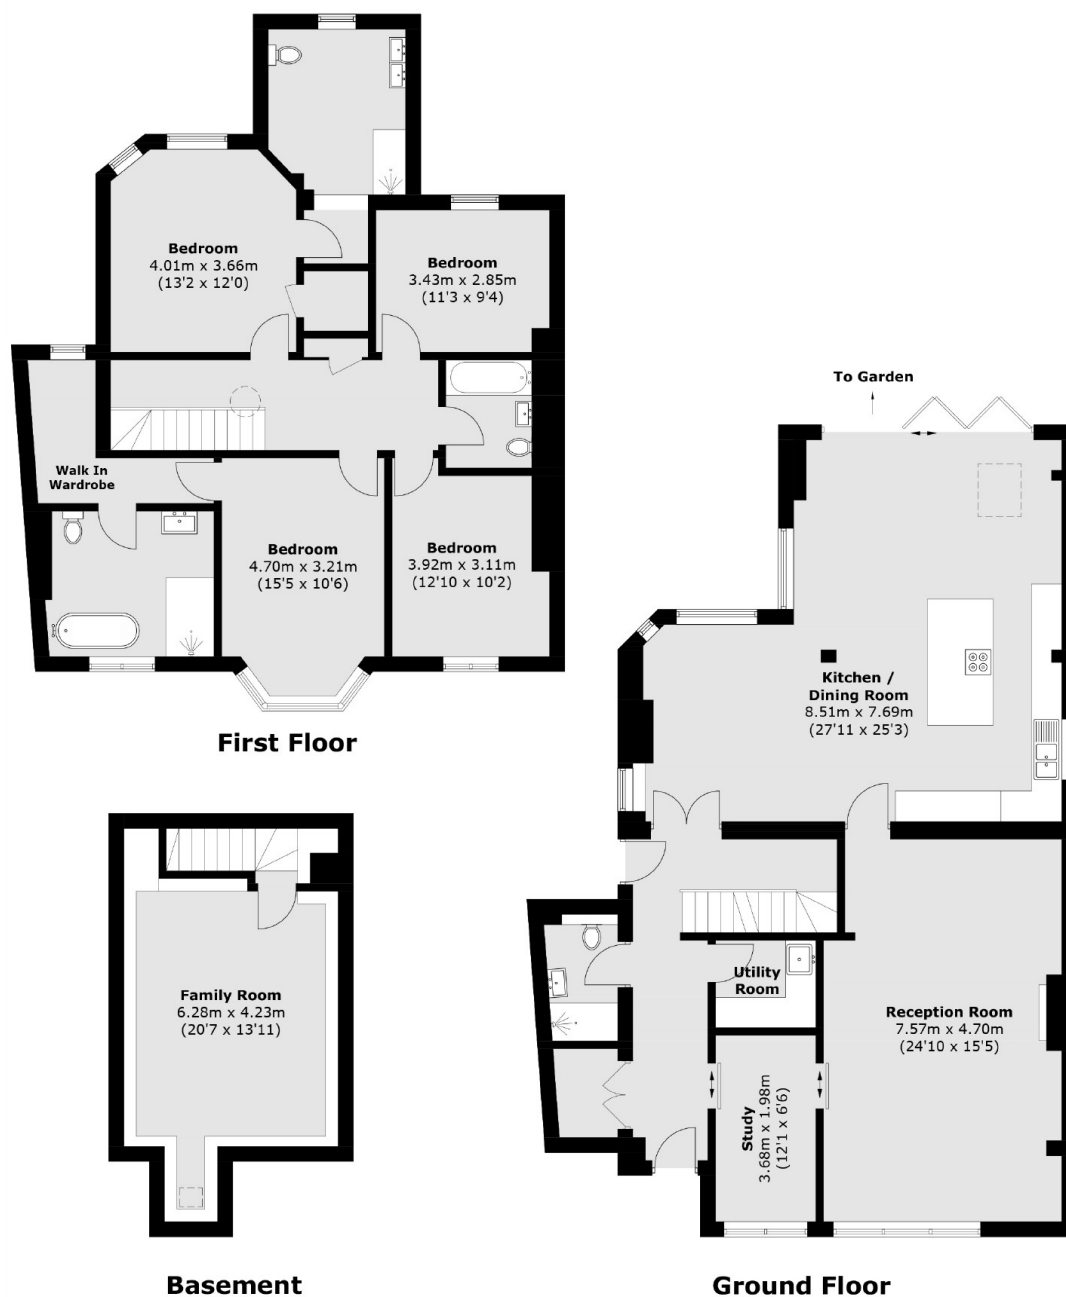 Bedroom
4.01m x 3.66m
(13'2 x 12'0)
Bedroom
3.43m x 2.85m
(11'3 x 9'4)
Walk In
Wardrobe
Bedroom
4.70m x 3.21m
(15'5 x 10'6)
Bedroom
3.92m x 3.11m
(12'10 x 10'2)
First Floor
Family Room
6.28m x 4.23m
(20'7 x 13'11)
Basement
To Garden
Kitchen /
Dining Room
8.51m x 7.69m
(27'11 x 25'3)
Utility
Room
Reception Room
7.57m x 4.70m
(24'10 x 15'5)
Study
3.68m x 1.98m
(12'1 x 6'6)
Ground Floor